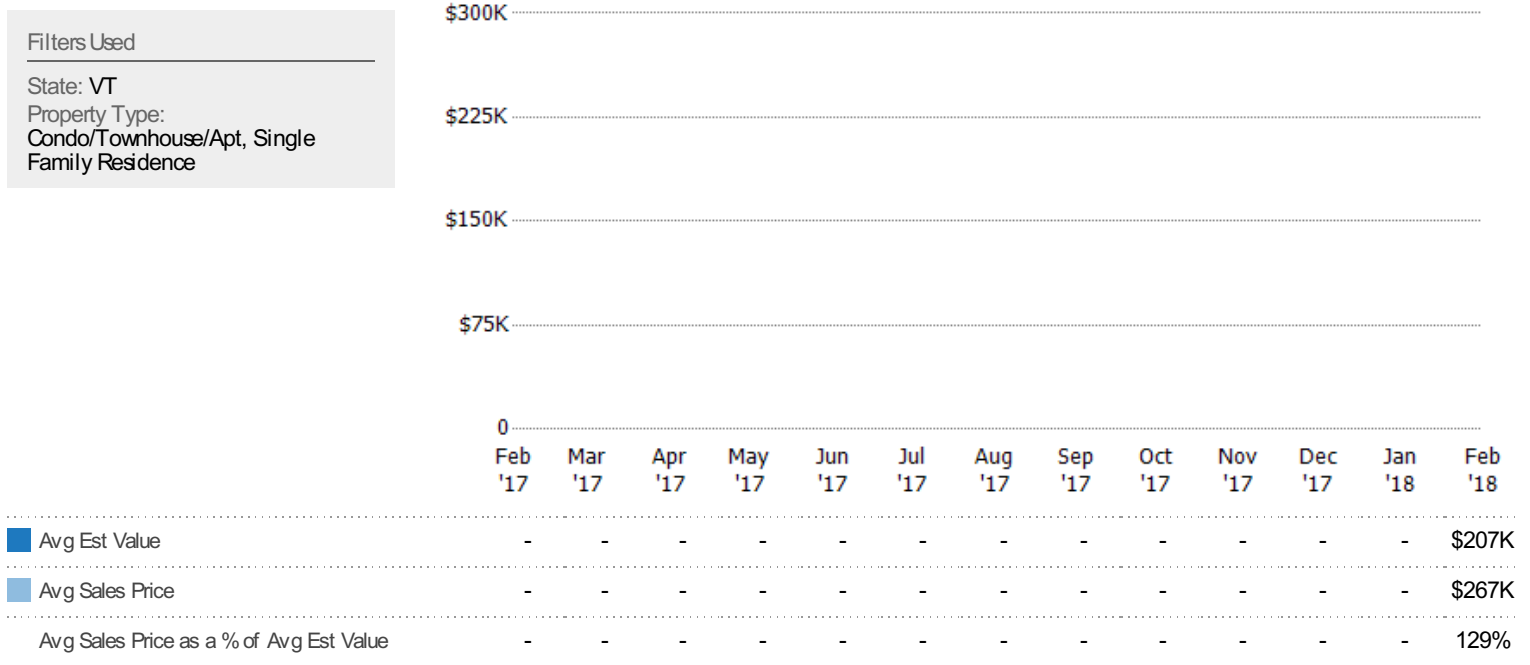 Filters Used
State: VT
Property Type:
Condo/Townhouse/Apt, Single
Family Residence
$300K
$225K
$150K
$75K
0
Feb Mar Apr May Jun Jul Aug Sep Oct Nov Dec Jan Feb
'17 '17 '17 '17 '17 '17 '17 '17 '17 '17 '17 '18 '18
Avg Est Value - - - - - - - - - - - - $207K
Avg Sales Price - - - - - - - - - - - - $267K
Avg Sales Price as a % of Avg Est Value - - - - - - - - - - - - 129%